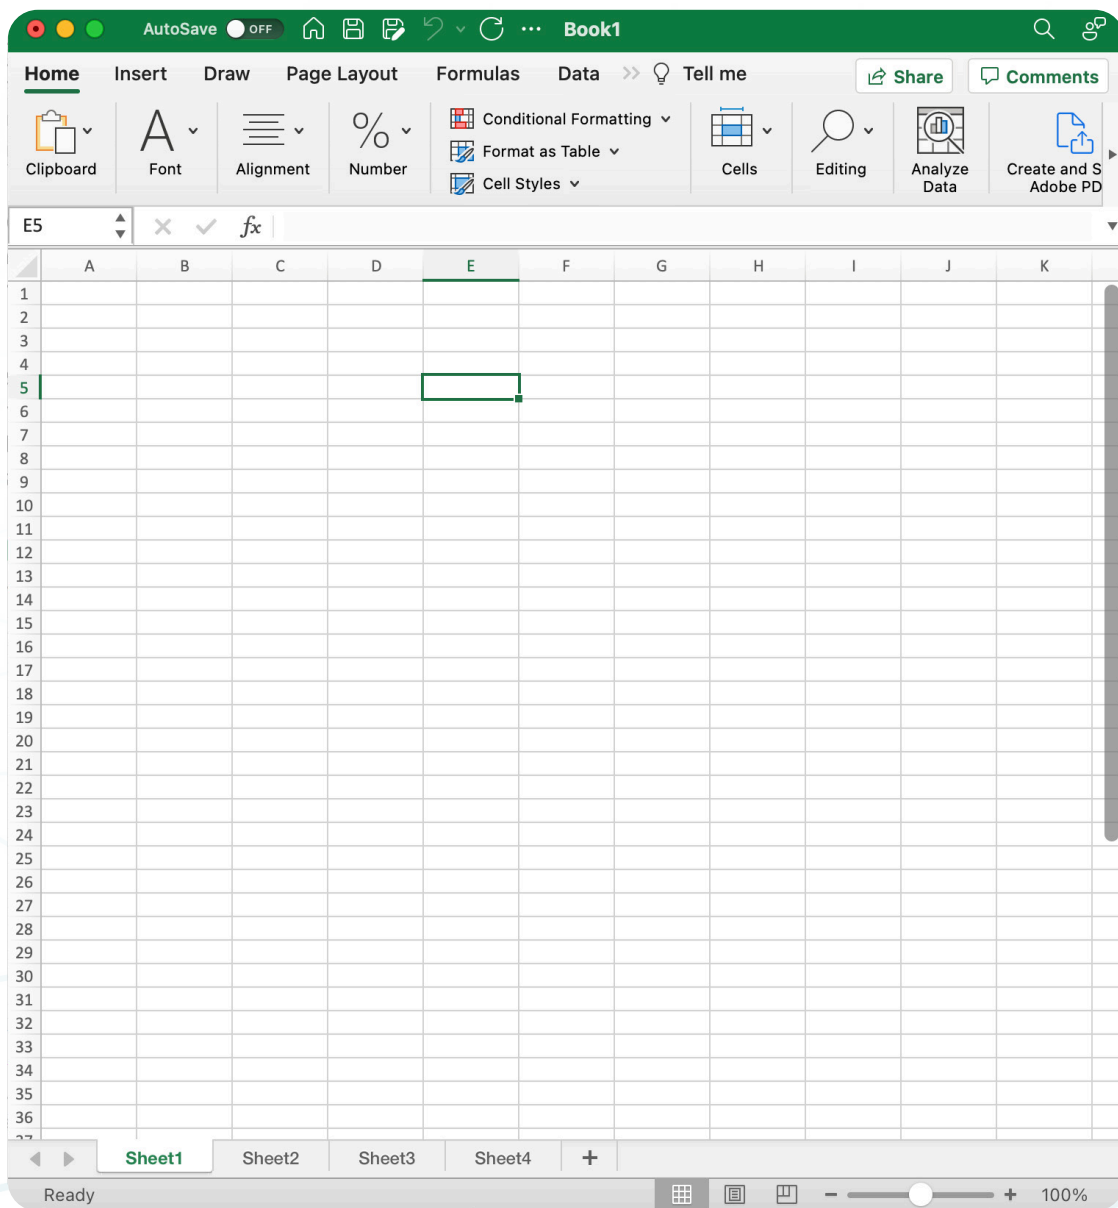 AutoSave OFF ... Book1
Home Insert Draw Page Layout Formulas Data >> Tell me Share Comments
Clipboard
Font
Alignment
%
Number
Conditional Formatting
Format as Table
Cell Styles
Cells
Editing
Analyze
Data
Create and S
Adobe PD
E5 fx
A B C D E F G H I J K
1
2
3
4
5
6
7
8
9
10
11
12
13
14
15
16
17
18
19
20
21
22
23
24
25
26
27
28
29
30
31
32
33
34
35
36
37
Sheet1 Sheet2 Sheet3 Sheet4 +
Ready - + 100%